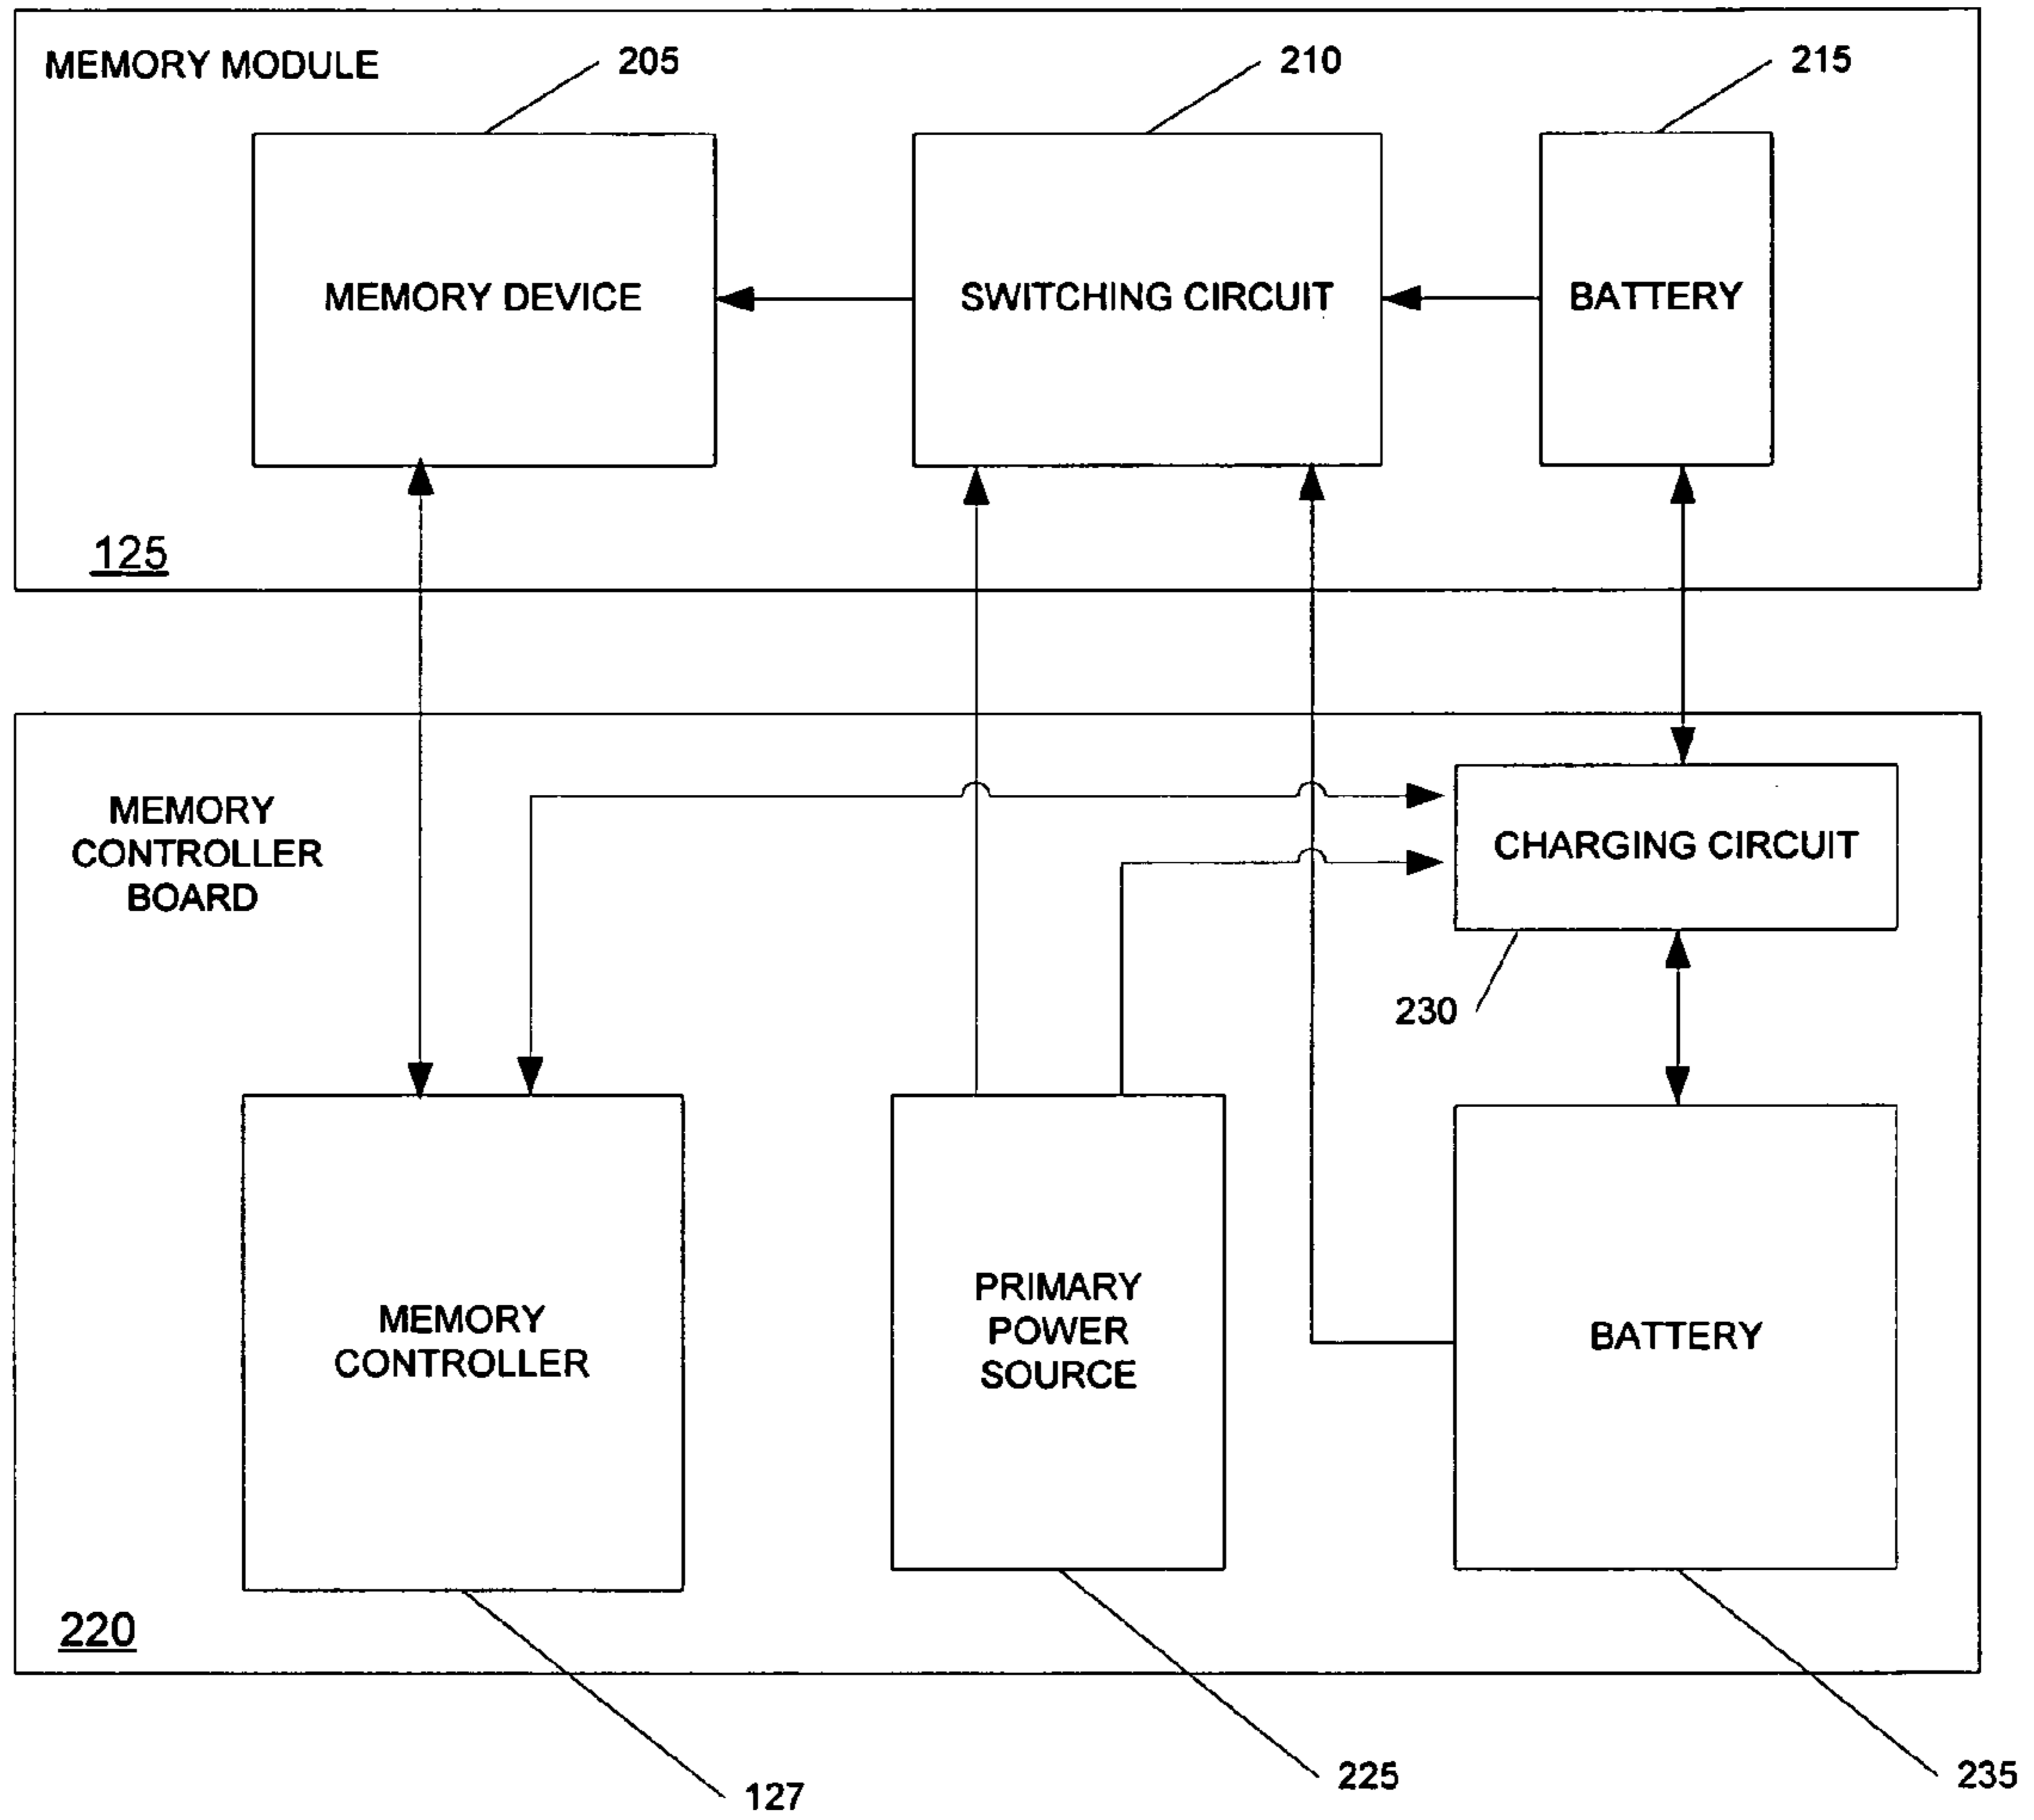 MEMORY MODULE
205
210
215
MEMORY DEVICE
SWITCHING CIRCUIT
BATTERY
125
MEMORY
CONTROLLER
BOARD
CHARGING CIRCUIT
230
MEMORY
CONTROLLER
PRIMARY
POWER
SOURCE
BATTERY
220
127
225
235